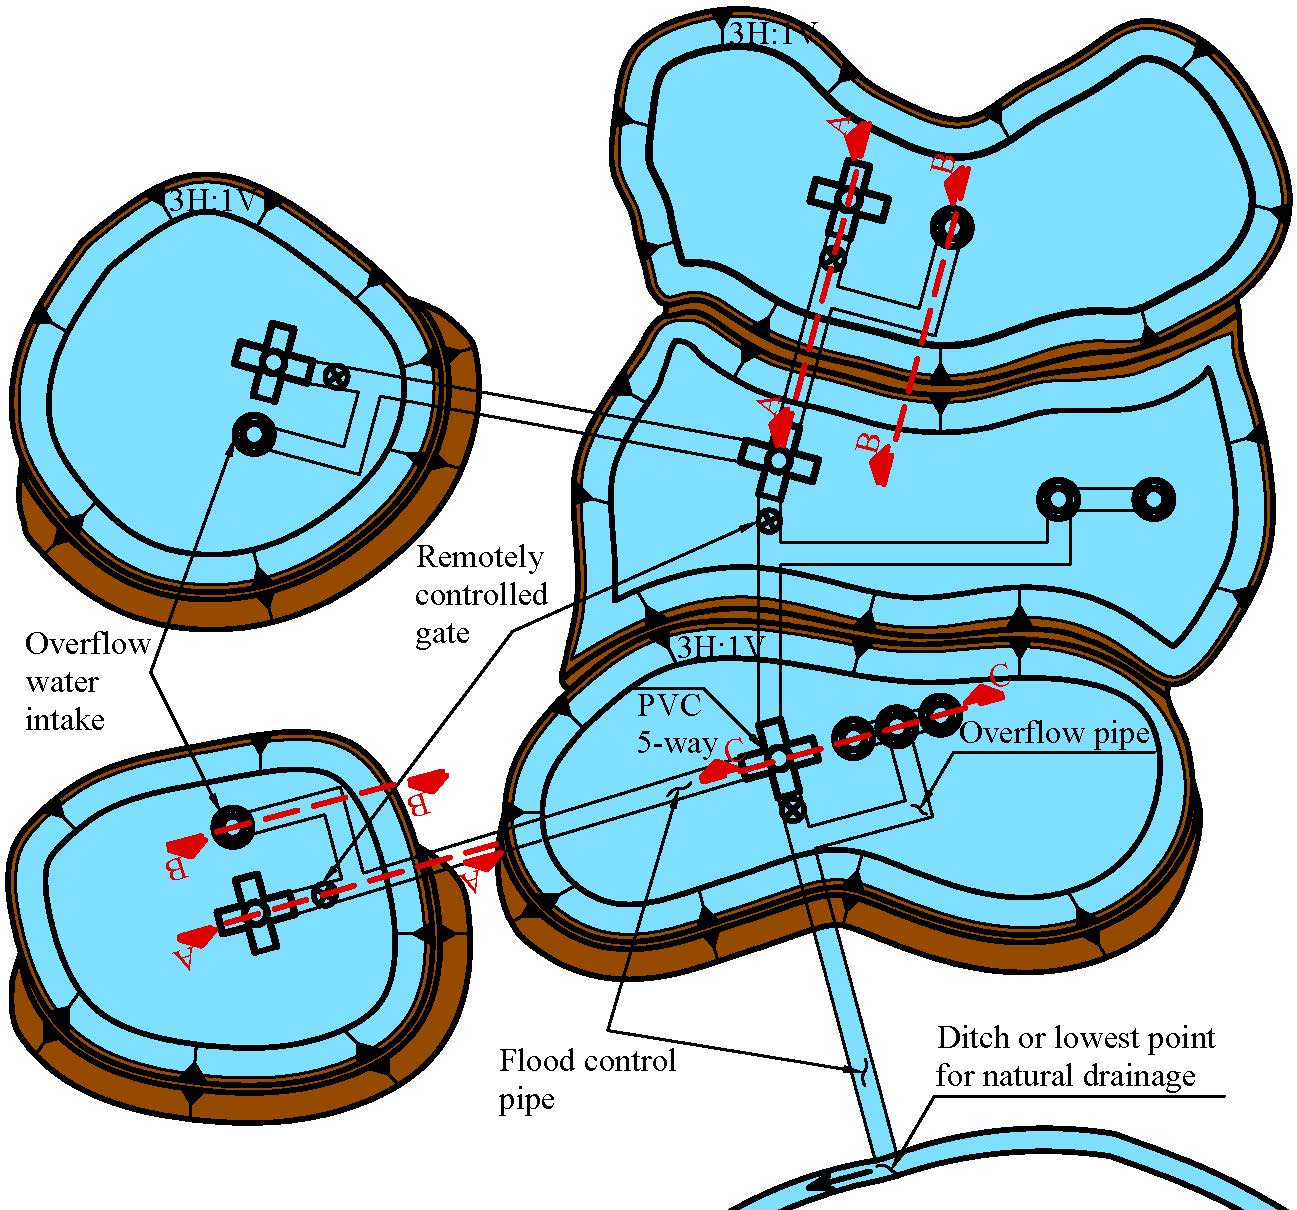 3H:1V
A
B
3H:1V
A
B
Remotely
controlled
gate
Overflow
water
intake
3H:1V
PVC
5-way
C
C
Overflow pipe
B
B
A
A
Flood control
pipe
Ditch or lowest point
for natural drainage